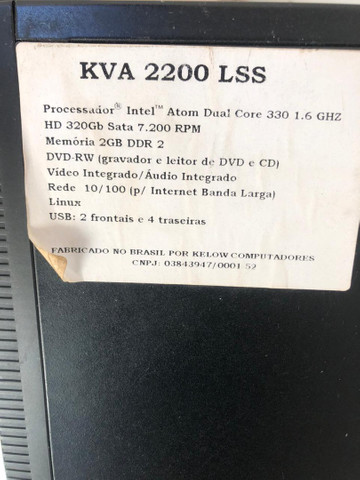 KVA 2200 LSS
Processador® Intel™ Atom Dual Core 330 1.6 GHZ
HD 320Gb Sata 7.200 RPM
Memória 2GB DDR 2
DVD-RW (gravador e leitor de DVD e CD)
Vídeo Integrado/Áudio Integrado
Rede 10/100 (p/ Internet Banda Larga)
Linux
USB: 2 frontais e 4 traseiras
FABRICADO NO BRASIL POR KELOW COMPUTADORES
CNPJ: 03843947/0001-52